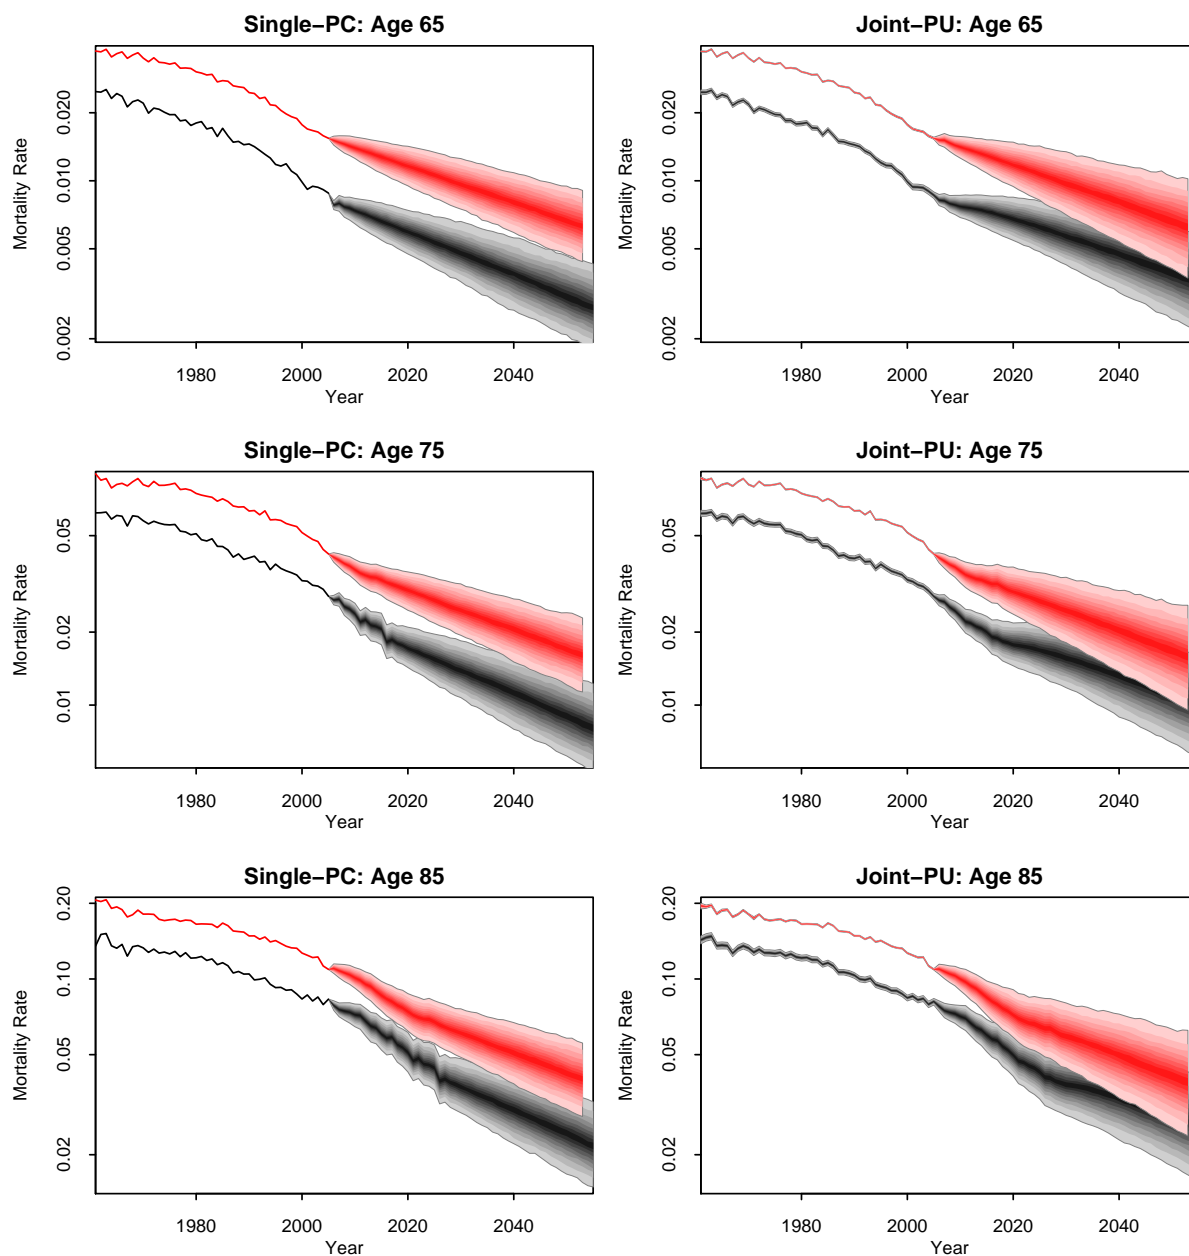 Single−PC: Age 65
Mortality Rate
0.020
0.010
0.005
0.002
1980 2000 2020 2040
Year
Joint−PU: Age 65
Mortality Rate
0.020
0.010
0.005
0.002
1980 2000 2020 2040
Year
Single−PC: Age 75
Mortality Rate
0.05
0.02
0.01
1980 2000 2020 2040
Year
Joint−PU: Age 75
Mortality Rate
0.05
0.02
0.01
1980 2000 2020 2040
Year
Single−PC: Age 85
Mortality Rate
0.20
0.10
0.05
0.02
1980 2000 2020 2040
Year
Joint−PU: Age 85
Mortality Rate
0.20
0.10
0.05
0.02
1980 2000 2020 2040
Year